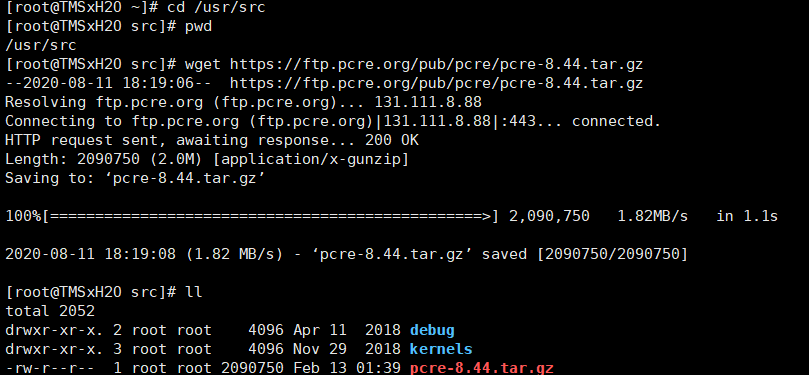 [root@TMSxH2O ~]# cd /usr/src
[root@TMSxH2O src]# pwd
/usr/src
[root@TMSxH2O src]# wget https://ftp.pcre.org/pub/pcre/pcre-8.44.tar.gz
--2020-08-11 18:19:06--  https://ftp.pcre.org/pub/pcre/pcre-8.44.tar.gz
Resolving ftp.pcre.org (ftp.pcre.org)... 131.111.8.88
Connecting to ftp.pcre.org (ftp.pcre.org)|131.111.8.88|:443... connected.
HTTP request sent, awaiting response... 200 OK
Length: 2090750 (2.0M) [application/x-gunzip]
Saving to: ‘pcre-8.44.tar.gz’
100%[================================================>] 2,090,750   1.82MB/s   in 1.1s
2020-08-11 18:19:08 (1.82 MB/s) - ‘pcre-8.44.tar.gz’ saved [2090750/2090750]
[root@TMSxH2O src]# ll
total 2052
drwxr-xr-x. 2 root root    4096 Apr 11  2018 debug
drwxr-xr-x. 3 root root    4096 Nov 29  2018 kernels
-rw-r--r--  1 root root 2090750 Feb 13 01:39 pcre-8.44.tar.gz